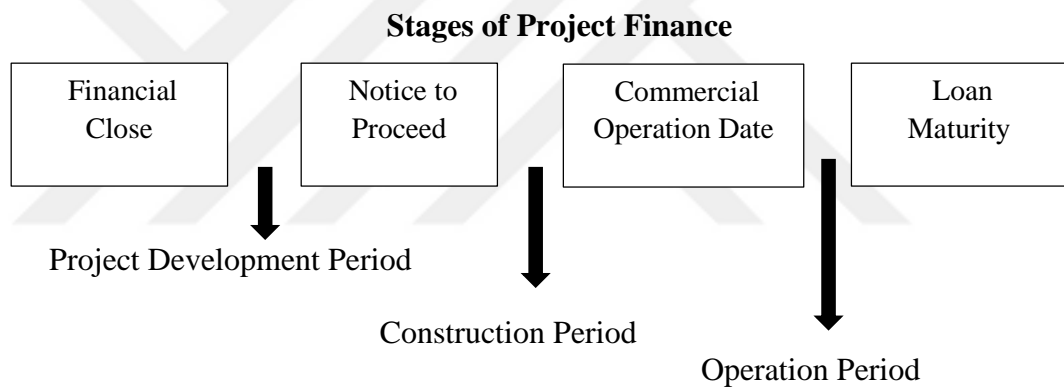 Stages of Project Finance
Financial
Close
Notice to
Proceed
Commercial
Operation Date
Loan
Maturity
Project Development Period
Construction Period
Operation Period